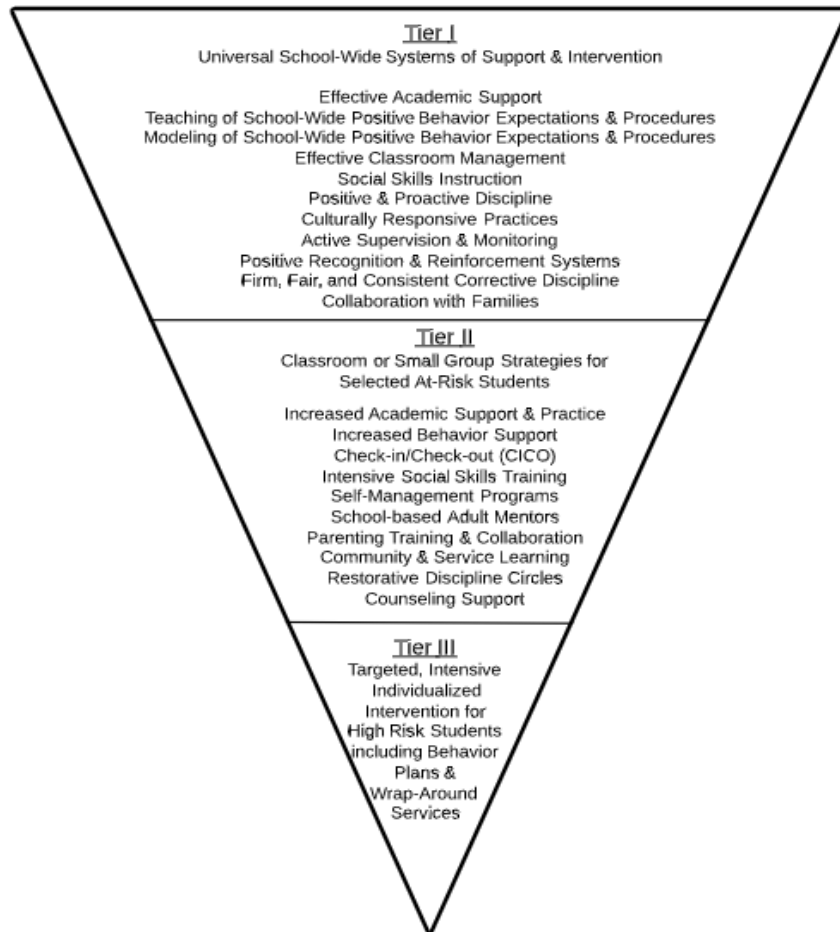 Tier I
Universal School-Wide Systems of Support & Intervention
Effective Academic Support
Teaching of School-Wide Positive Behavior Expectations & Procedures
Modeling of School-Wide Positive Behavior Expectations & Procedures
Effective Classroom Management
Social Skills Instruction
Positive & Proactive Discipline
Culturally Responsive Practices
Active Supervision & Monitoring
Positive Recognition & Reinforcement Systems
Firm, Fair, and Consistent Corrective Discipline
Collaboration with Families
Tier II
Classroom or Small Group Strategies for
Selected At-Risk Students
Increased Academic Support & Practice
Increased Behavior Support
Check-in/Check-out (CICO)
Intensive Social Skills Training
Self-Management Programs
School-based Adult Mentors
Parenting Training & Collaboration
Community & Service Learning
Restorative Discipline Circles
Counseling Support
Tier III
Targeted, Intensive
Individualized
Intervention for
High Risk Students
including Behavior
Plans &
Wrap-Around
Services